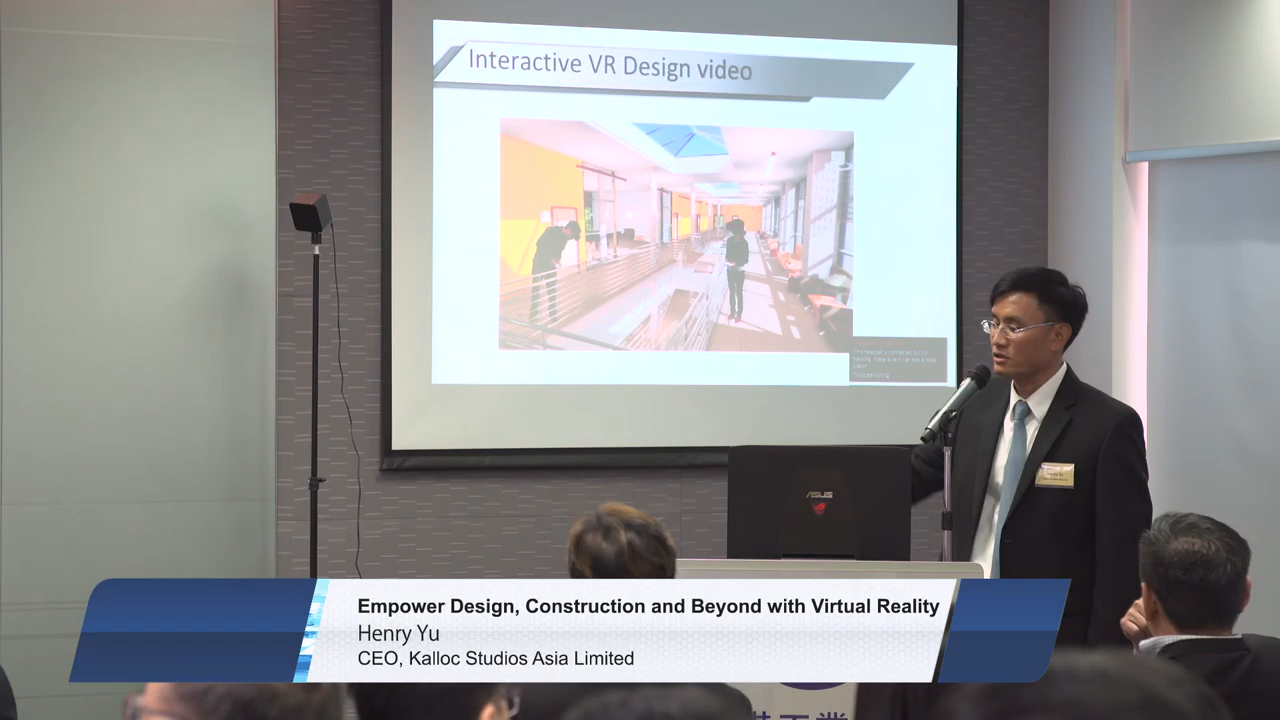 Interactive VR Design video
Troubleshooting
ASUS
Empower Design, Construction and Beyond with Virtual Reality
Henry Yu
CEO, Kalloc Studios Asia Limited